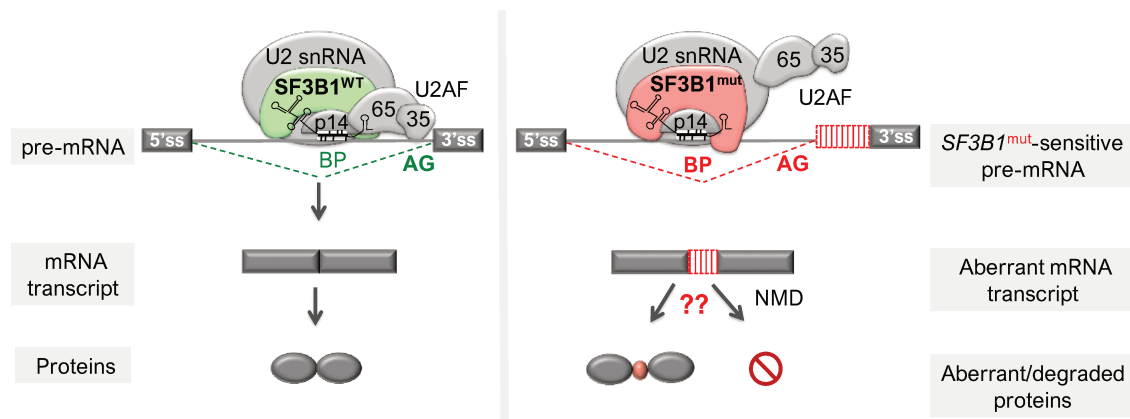 U2 snRNA
SF3B1WT
U2AF
65
35
p14
pre-mRNA
5'ss
3'ss
BP
AG
mRNA
transcript
Proteins
U2 snRNA
SF3B1mut
65
35
U2AF
p14
5'ss
3'ss
BP
AG
SF3B1mut-sensitive
pre-mRNA
??
NMD
Aberrant mRNA
transcript
Aberrant/degraded
proteins